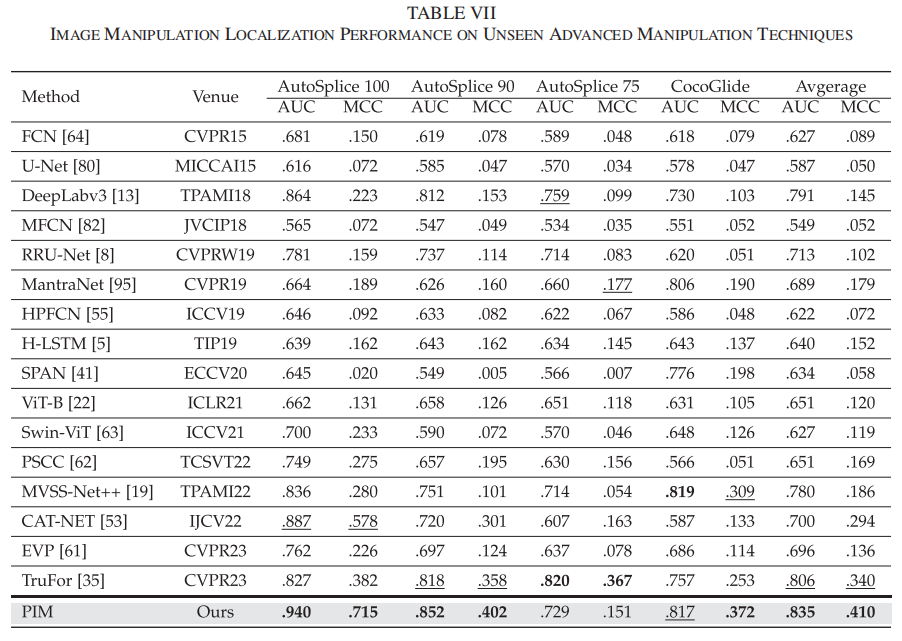 TABLE VII
IMAGE MANIPULATION LOCALIZATION PERFORMANCE ON UNSEEN ADVANCED MANIPULATION TECHNIQUES
Method Venue AutoSplice 100 AutoSplice 90 AutoSplice 75 CocoGlide Avgerage
AUC MCC AUC MCC AUC MCC AUC MCC AUC MCC
FCN [64] CVPR15 .681 .150 .619 .078 .589 .048 .618 .079 .627 .089
U-Net [80] MICCAI15 .616 .072 .585 .047 .570 .034 .578 .047 .587 .050
DeepLabv3 [13] TPAMI18 .864 .223 .812 .153 .759 .099 .730 .103 .791 .145
MFCN [82] JVCIP18 .565 .072 .547 .049 .534 .035 .551 .052 .549 .052
RRU-Net [8] CVPRW19 .781 .159 .737 .114 .714 .083 .620 .051 .713 .102
MantraNet [95] CVPR19 .664 .189 .626 .160 .660 .177 .806 .190 .689 .179
HPFCN [55] ICCV19 .646 .092 .633 .082 .622 .067 .586 .048 .622 .072
H-LSTM [5] TIP19 .639 .162 .643 .162 .634 .145 .643 .137 .640 .152
SPAN [41] ECCV20 .645 .020 .549 .005 .566 .007 .776 .198 .634 .058
ViT-B [22] ICLR21 .662 .131 .658 .126 .651 .118 .631 .105 .651 .120
Swin-ViT [63] ICCV21 .700 .233 .590 .072 .570 .046 .648 .126 .627 .119
PSCC [62] TCSVT22 .749 .275 .657 .195 .630 .156 .566 .051 .651 .169
MVSS-Net++ [19] TPAMI22 .836 .280 .751 .101 .714 .054 .819 .309 .780 .186
CAT-NET [53] IJCV22 .887 .578 .720 .301 .607 .163 .587 .133 .700 .294
EVP [61] CVPR23 .762 .226 .697 .124 .637 .078 .686 .114 .696 .136
TruFor [35] CVPR23 .827 .382 .818 .358 .820 .367 .757 .253 .806 .340
PIM Ours .940 .715 .852 .402 .729 .151 .817 .372 .835 .410